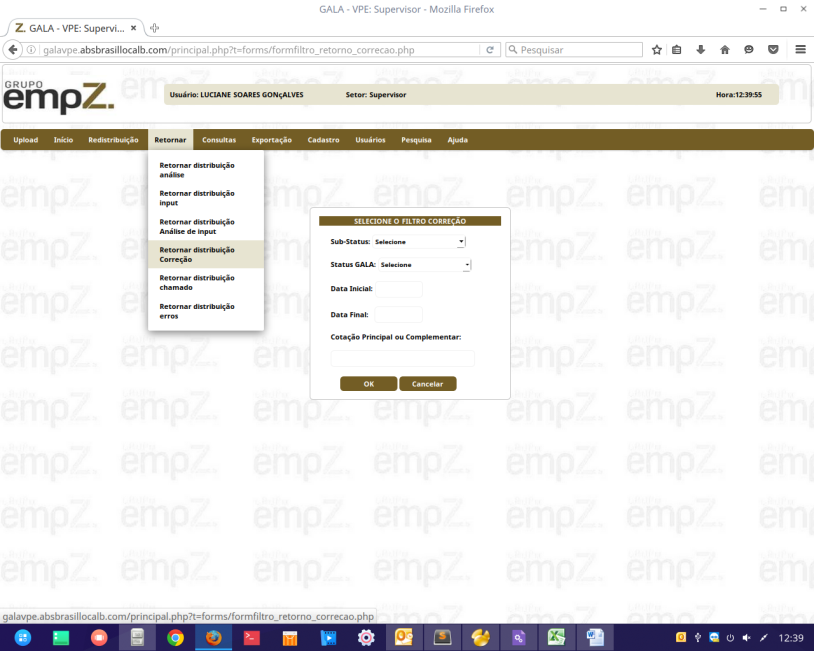 GALA - VPE: Supervisor - Mozilla Firefox
Z. GALA - VPE: Supervi...
galavpe.absbrasillocalb.com/principal.php?t=forms/formfiltro_retorno_correcao.php
Pesquisar
GRUPO
empZ.
Usuário: LUCIANE SOARES GONçALVES Setor: Supervisor Hora:12:39:55
Upload Início Redistribuição Retornar Consultas Exportação Cadastro Usuários Pesquisa Ajuda
Retornar distribuição
análise
Retornar distribuição
input
Retornar distribuição
Análise de input
Retornar distribuição
Correção
Retornar distribuição
chamado
Retornar distribuição
erros
SELECIONE O FILTRO CORREÇÃO
Sub-Status: Selecione
Status GALA: Selecione
Data Inicial:
Data Final:
Cotação Principal ou Complementar:
OK Cancelar
galavpe.absbrasillocalb.com/principal.php?t=forms/formfiltro_retorno_correcao.php
12:39